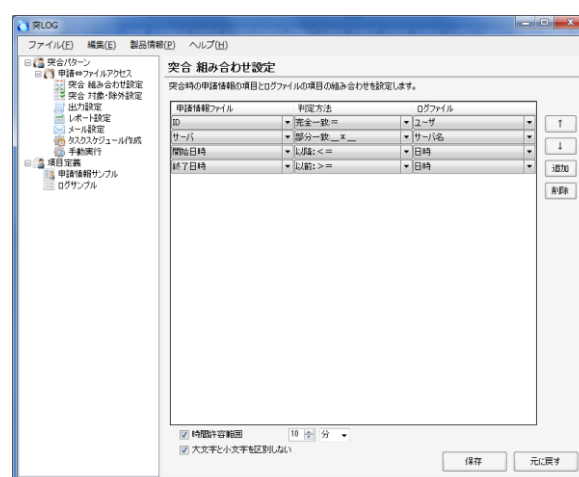 突LOG
ファイル(F) 編集(E) 製品情報(P) ヘルプ(H)
突合パターン
申請⇔ファイルアクセス
突合 組み合わせ設定
突合 対象・除外設定
出力設定
レポート設定
メール設定
タスクスケジュール作成
手動実行
項目定義
申請情報サンプル
ログサンプル
突合 組み合わせ設定
突合時の申請情報の項目とログファイルの項目の組み合わせを設定します。
申請情報ファイル 判定方法 ログファイル
ID 完全一致:= ユーザ
サーバ 部分一致:__x__ サーバ名
開始日時 以降:<= 日時
終了日時 以前:>= 日時
↑
↓
追加
削除
時間許容範囲 10 分
大文字と小文字を区別しない
保存 元に戻す